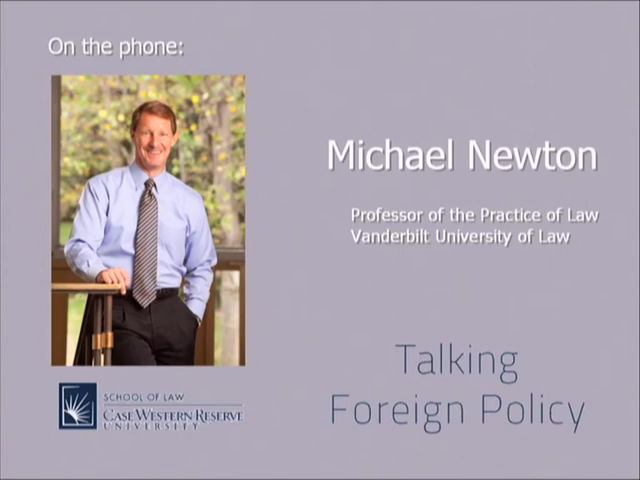 On the phone:
Michael Newton
Professor of the Practice of Law
Vanderbilt University of Law
Talking
Foreign Policy
SCHOOL OF LAW
CASE WESTERN RESERVE
UNIVERSITY